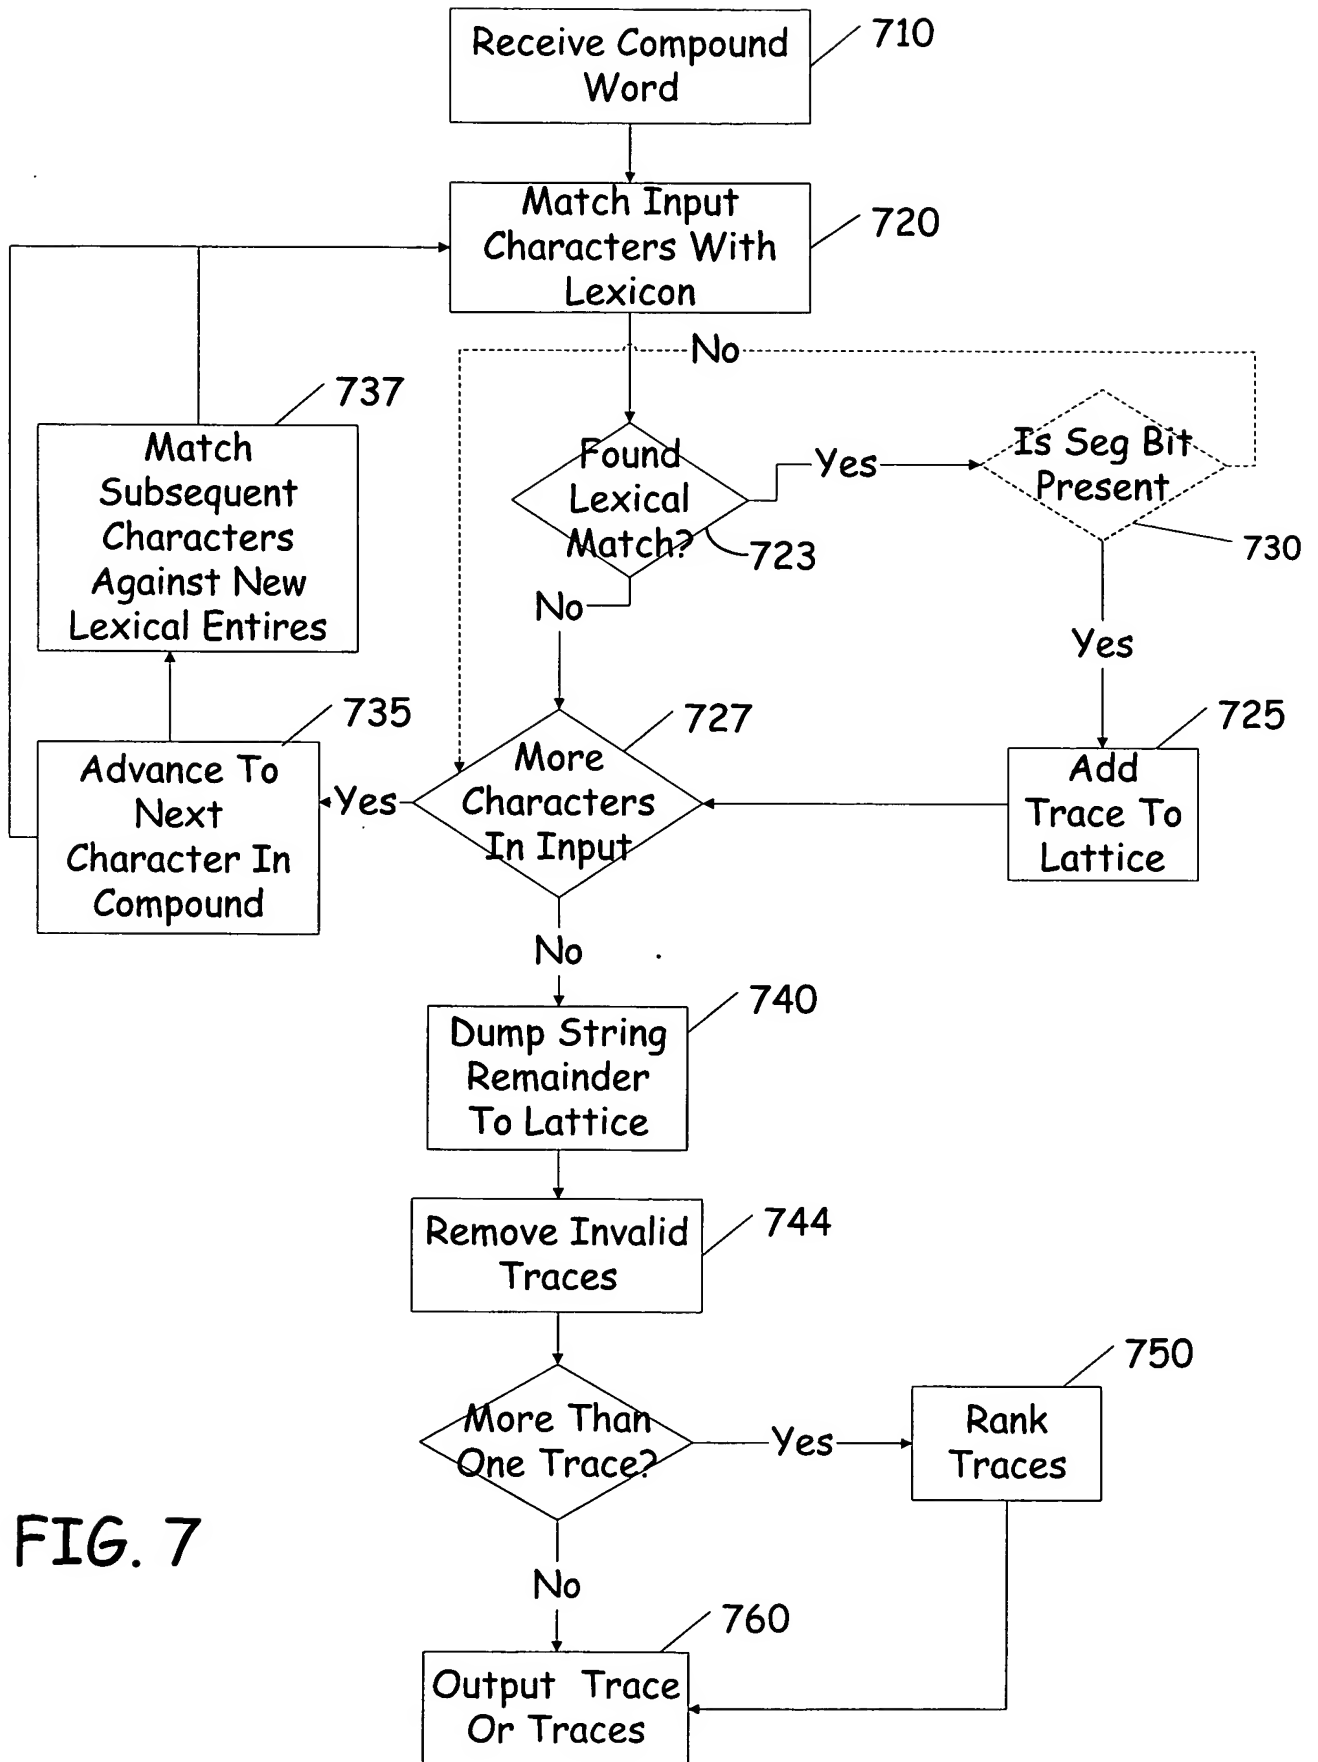 Receive Compound
Word
710
Match Input
Characters With
Lexicon
720
No
737
Match
Subsequent
Characters
Against New
Lexical Entires
Found
Lexical
Match?
723
Yes
Is Seg Bit
Present
730
No
Yes
735
Advance To
Next
Character In
Compound
Yes
More
Characters
In Input
727
725
Add
Trace To
Lattice
No
740
Dump String
Remainder
To Lattice
744
Remove Invalid
Traces
More Than
One Trace?
Yes
750
Rank
Traces
FIG. 7
No
760
Output Trace
Or Traces